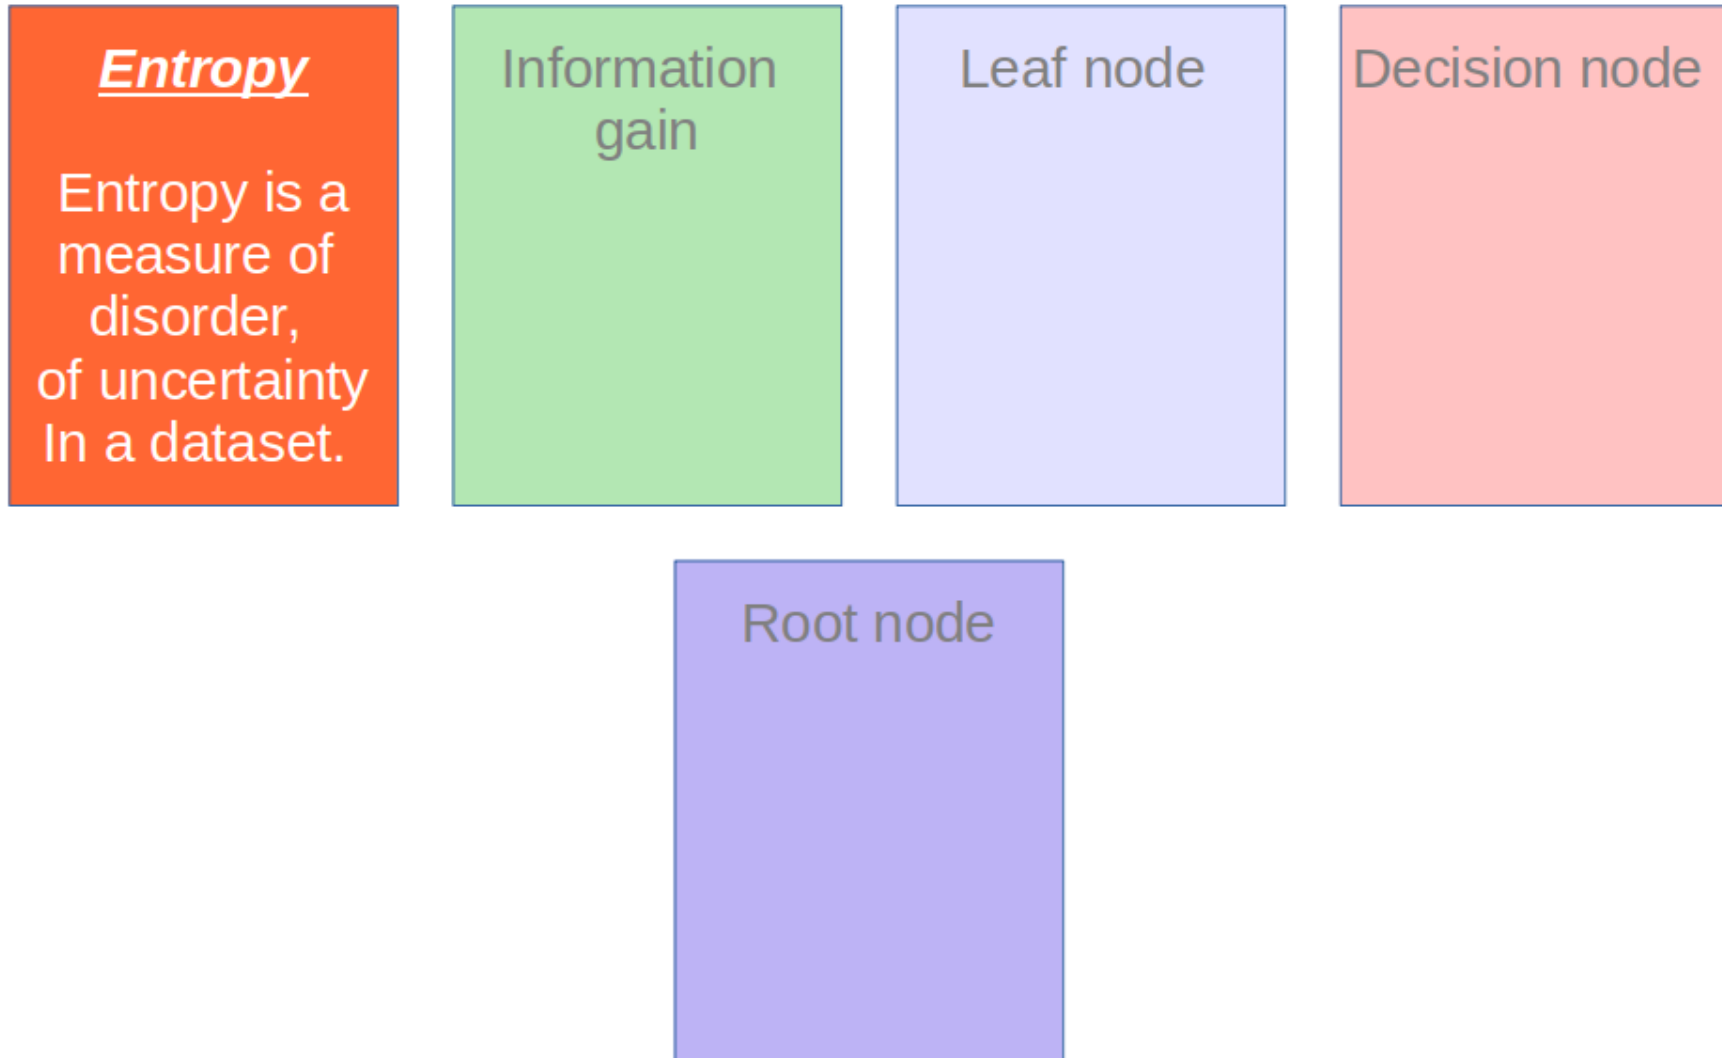 Entropy
Entropy is a
measure of
disorder,
of uncertainty
In a dataset.
Information
gain
Leaf node
Decision node
Root node